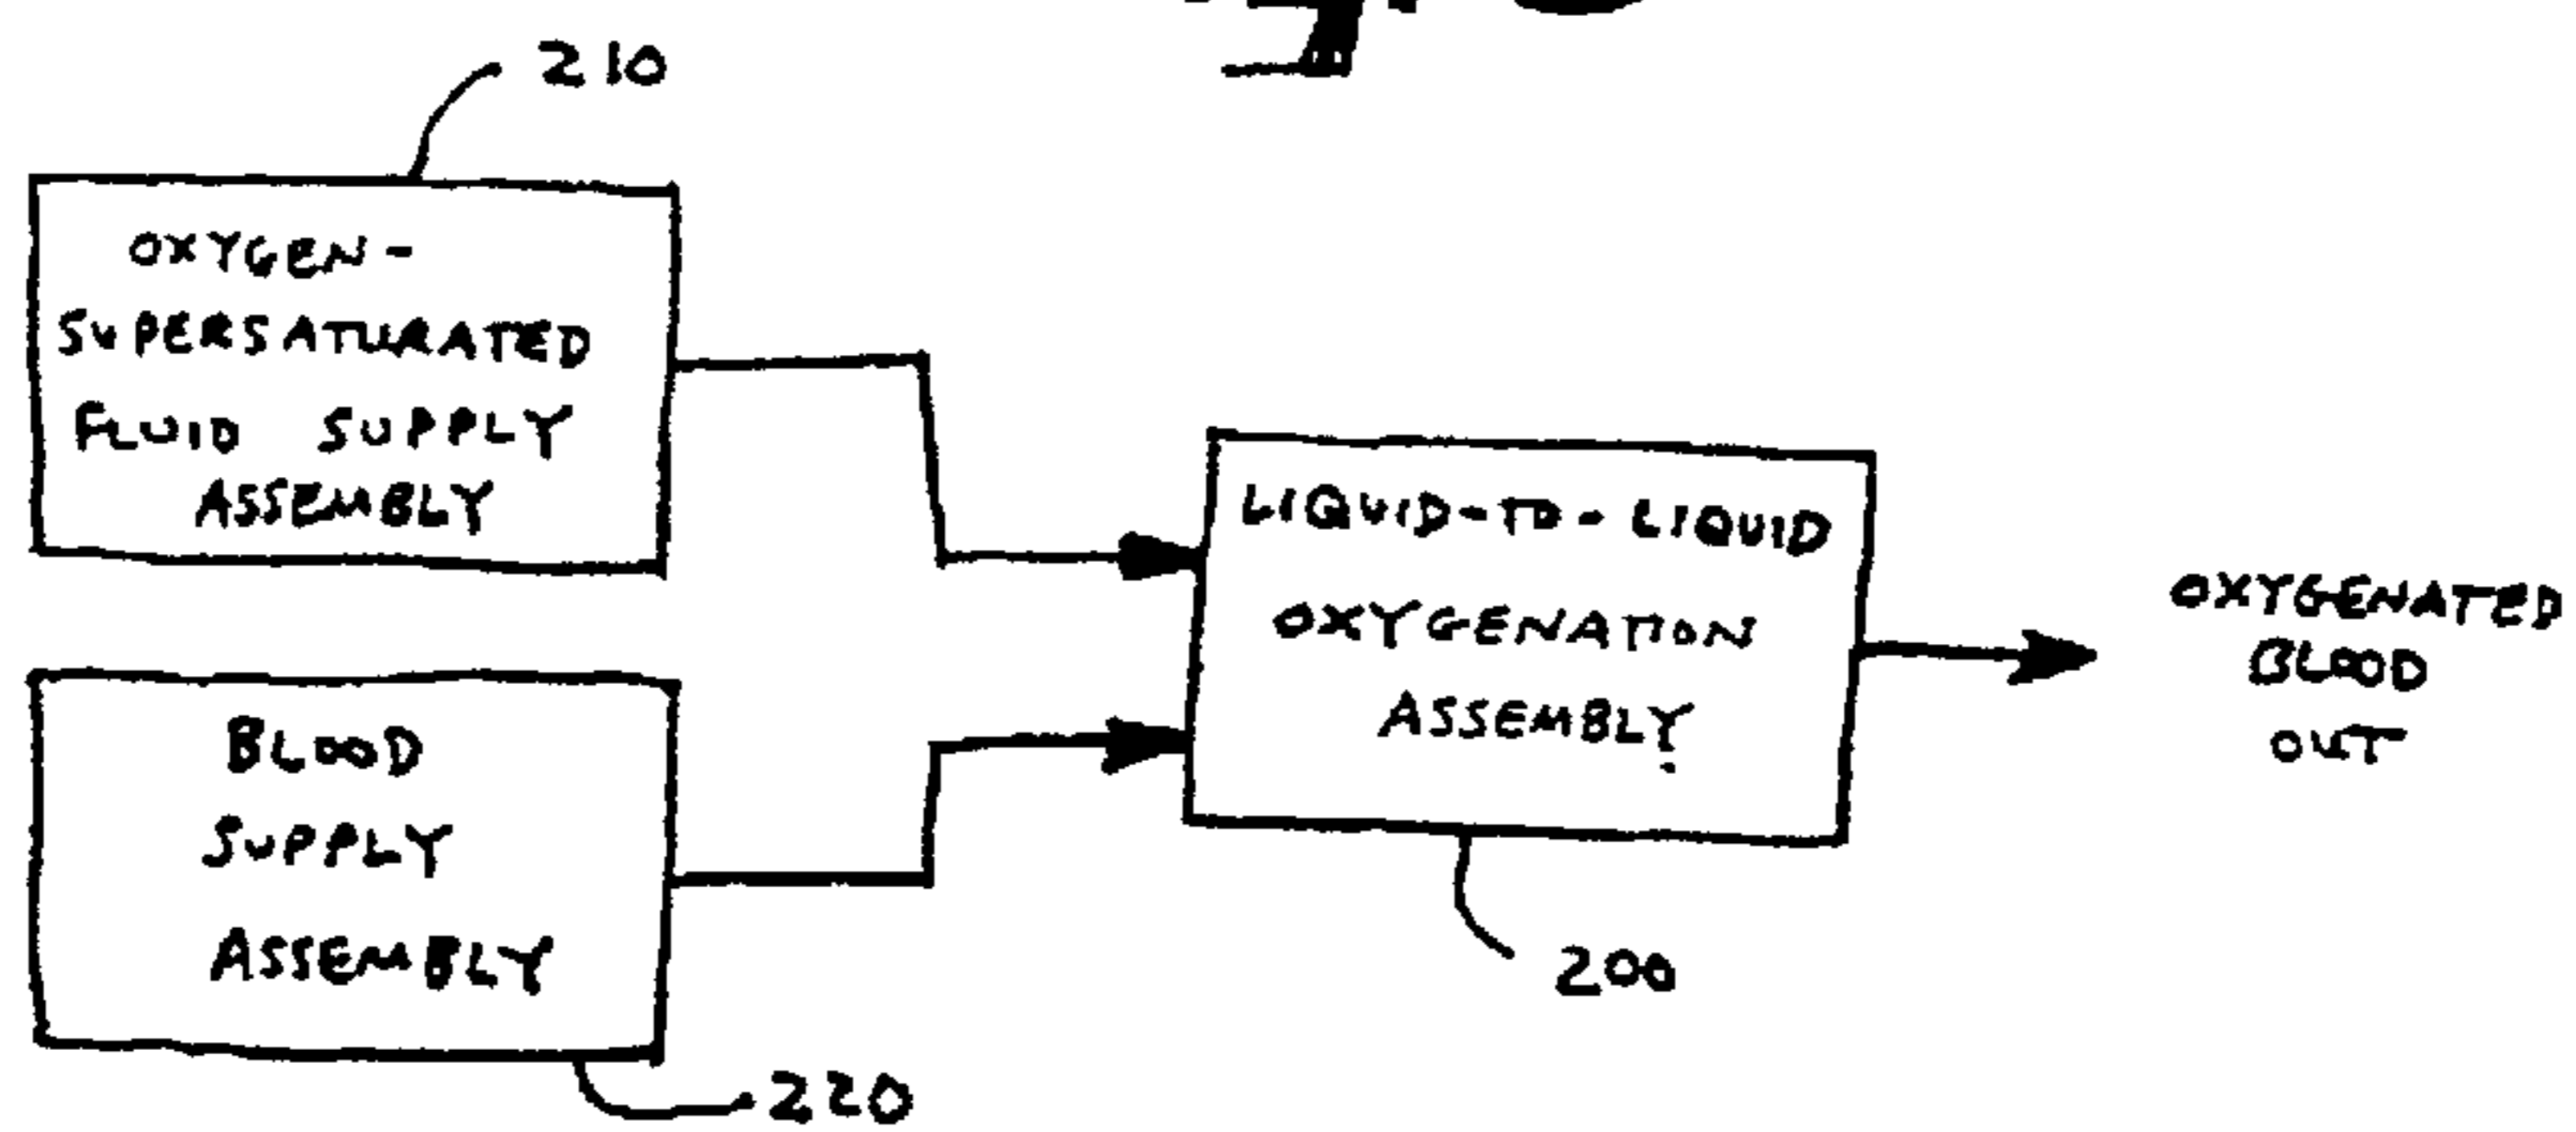 210
OXYGEN-
SUPERSATURATED
FLUID SUPPLY
ASSEMBLY
BLOOD
SUPPLY
ASSEMBLY
220
LIQUID-TO-LIQUID
OXYGENATION
ASSEMBLY
200
OXYGENATED
BLOOD
OUT